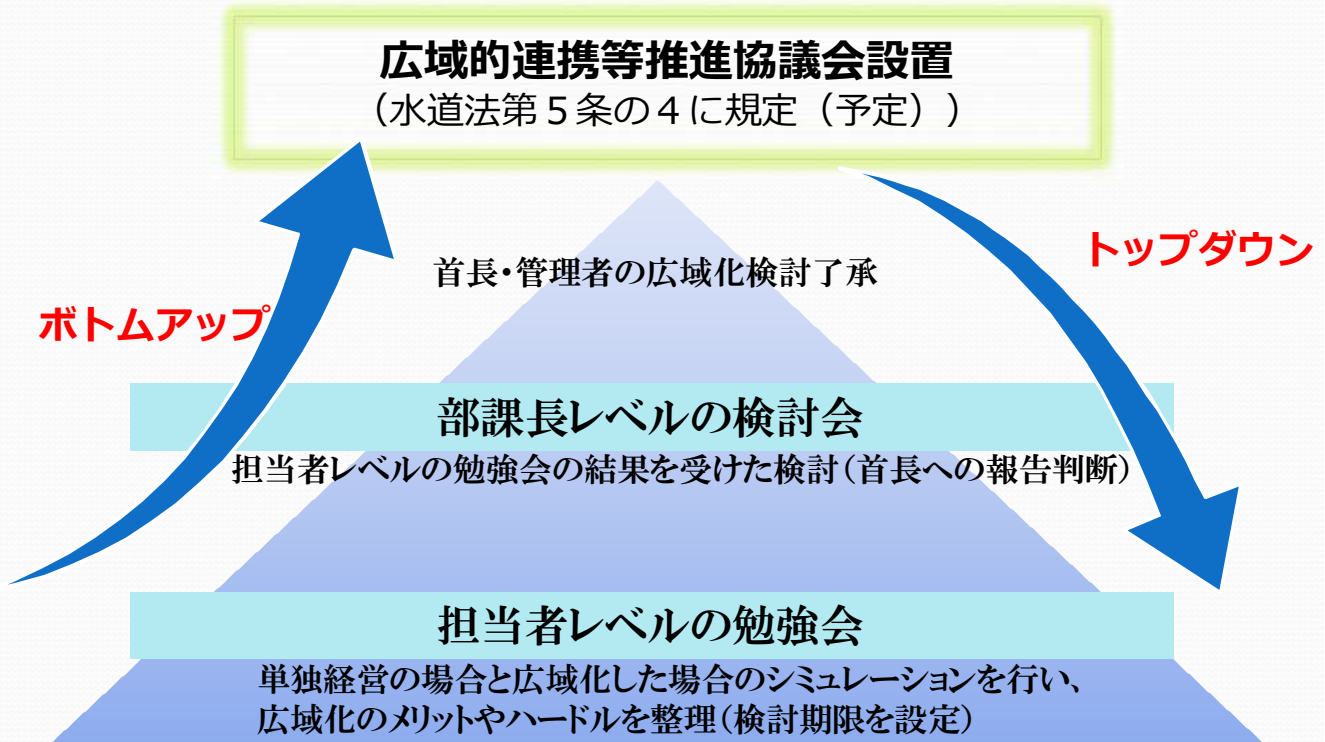 広域的連携等推進協議会設置
(水道法第５条の４に規定(予定))
トップダウン
首長・管理者の広域化検討了承
ボトムアップ
部課長レベルの検討会
担当者レベルの勉強会の結果を受けた検討(首長への報告判断)
担当者レベルの勉強会
単独経営の場合と広域化した場合のシミュレーションを行い、
広域化のメリットやハードルを整理(検討期限を設定)